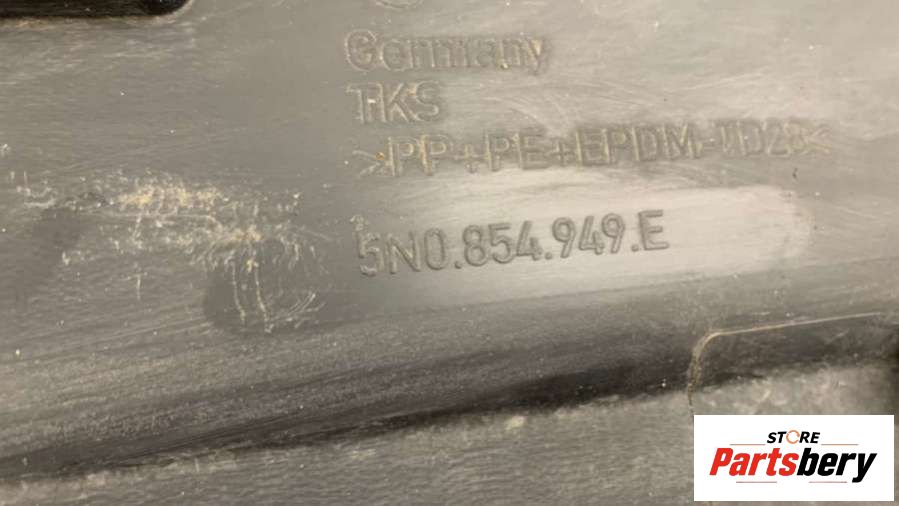 Germany
TKS
>PP+PE+EPDM-TD20<
5N0.854.949.E
STORE
Partsbery